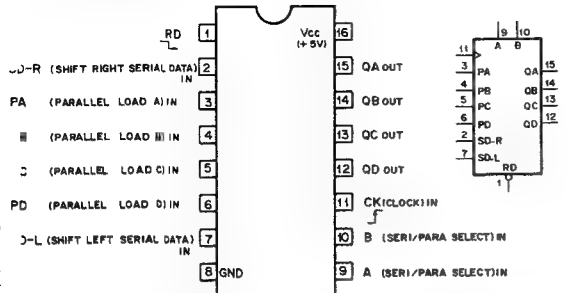 RD 1
Vcc (+5V) 16
-R (SHIFT RIGHT SERIAL DATA) IN 2
15 QA OUT
PA (PARALLEL LOAD A) IN 3
14 QB OUT
(PARALLEL LOAD ) IN 4
13 QC OUT
(PARALLEL LOAD C) IN 5
12 QD OUT
PD (PARALLEL LOAD D) IN 6
11 CK(CLOCK) IN
-L (SHIFT LEFT SERIAL DATA) IN 7
10 B (SERI/PARA SELECT) IN
8 GND
9 A (SERI/PARA SELECT) IN
9 10
A B
11
3 PA QA 15
4 PB QB 14
5 PC QC 13
6 PD QD 12
2 SD-R
7 SD-L
RD
1